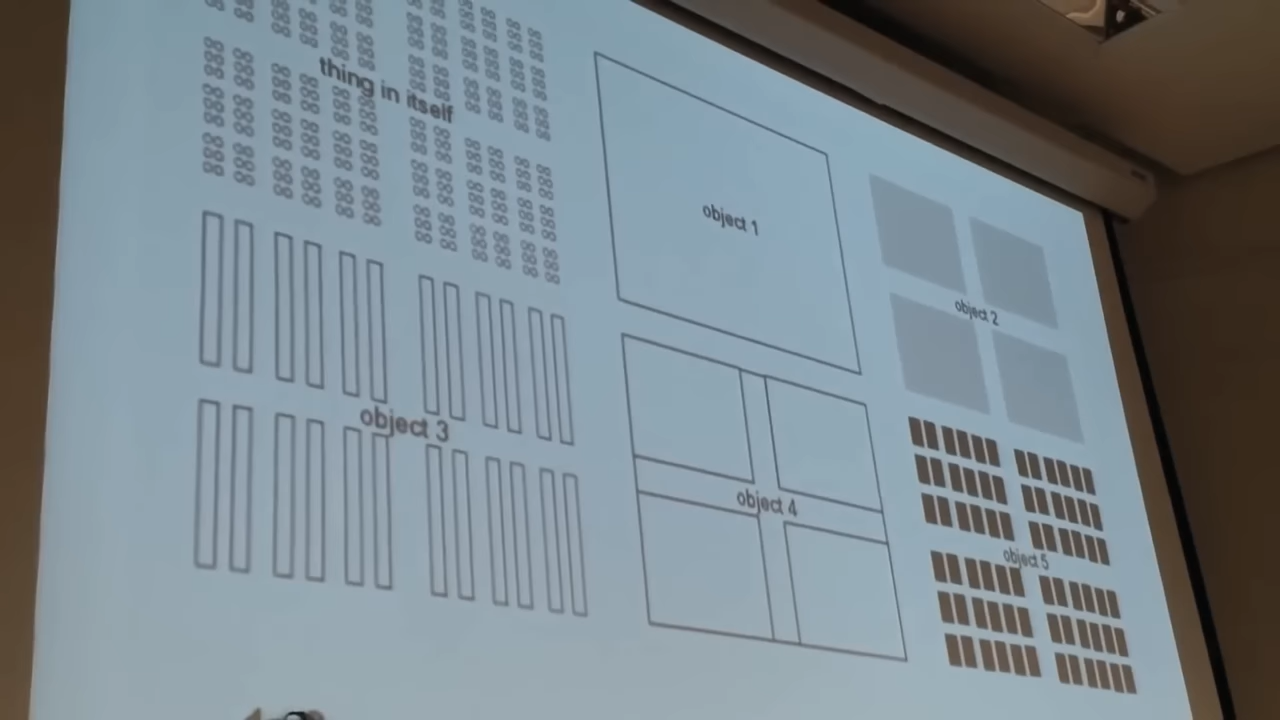 thing in itself
object 1
object 2
object 3
object 4
object 5